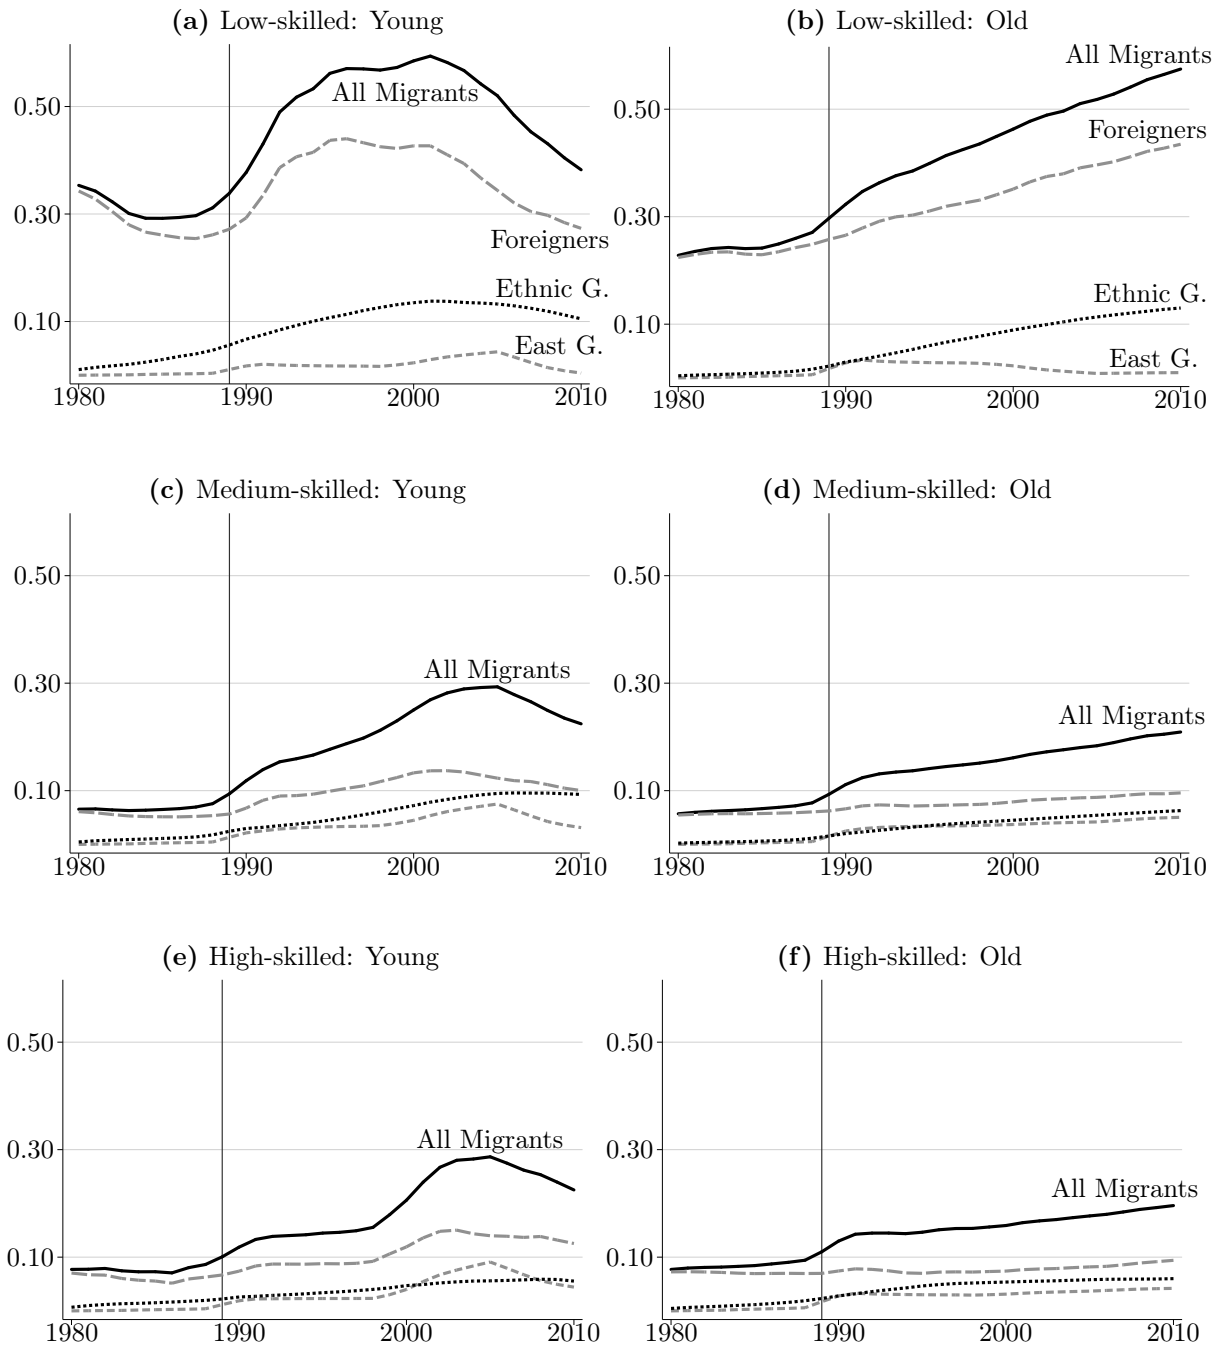 (a) Low-skilled: Young
0.50
0.30
0.10
All Migrants
Foreigners
Ethnic G.
East G.
1980 1990 2000 2010
(b) Low-skilled: Old
0.50
0.30
0.10
All Migrants
Foreigners
Ethnic G.
East G.
1980 1990 2000 2010
(c) Medium-skilled: Young
0.50
0.30
0.10
All Migrants
1980 1990 2000 2010
(d) Medium-skilled: Old
0.50
0.30
0.10
All Migrants
1980 1990 2000 2010
(e) High-skilled: Young
0.50
0.30
0.10
All Migrants
1980 1990 2000 2010
(f) High-skilled: Old
0.50
0.30
0.10
All Migrants
1980 1990 2000 2010